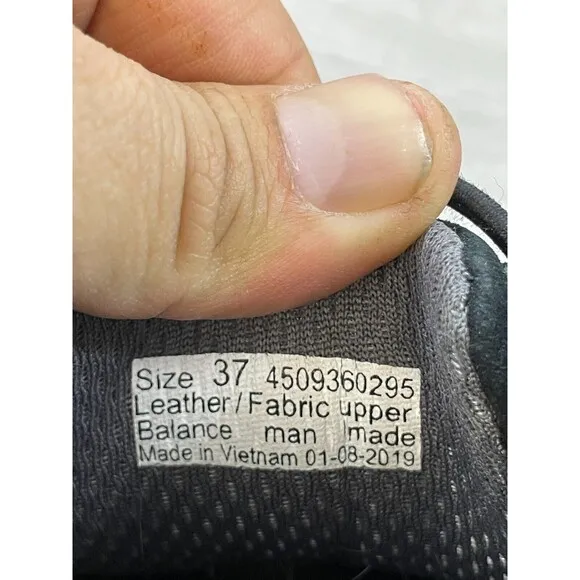 Size 37 4509360295
Leather/Fabric upper
Balance man made
Made in Vietnam 01-08-2019